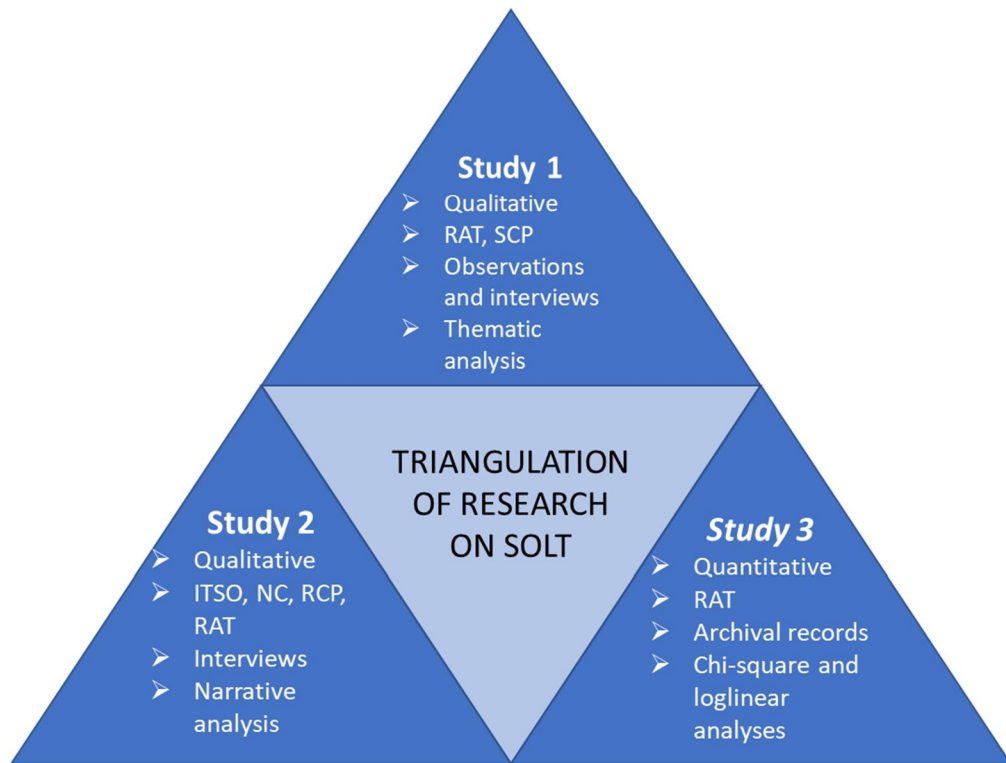 Study 1
➤ Qualitative
➤ RAT, SCP
➤ Observations
and interviews
➤ Thematic
analysis
TRIANGULATION
OF RESEARCH
ON SOLT
Study 2
➤ Qualitative
➤ ITSO, NC, RCP,
RAT
➤ Interviews
➤ Narrative
analysis
Study 3
➤ Quantitative
➤ RAT
➤ Archival records
➤ Chi-square and
loglinear
analyses